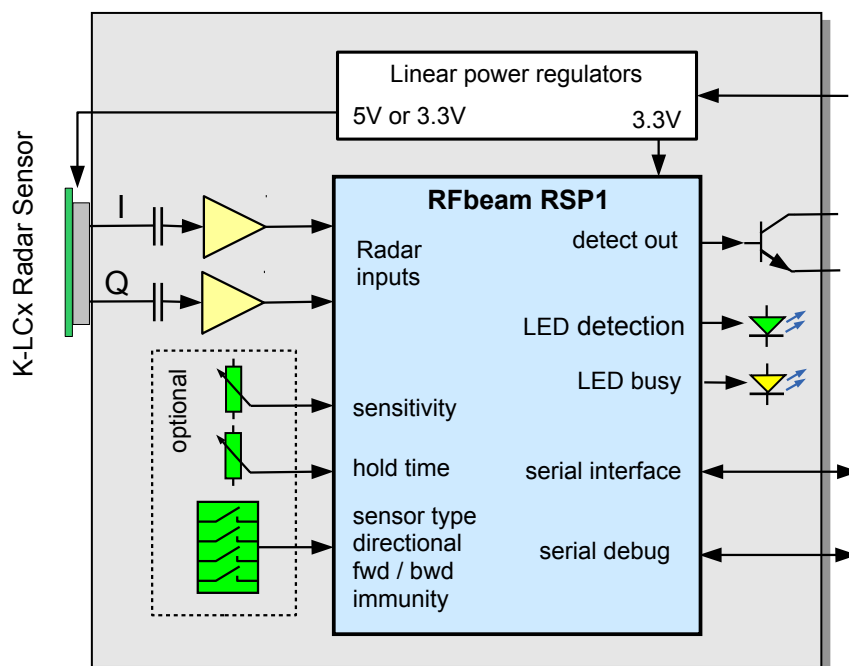 Linear power regulators
5V or 3.3V
3.3V
K-LCx Radar Sensor
I
Q
RFbeam RSP1
Radar
inputs
detect out
LED detection
LED busy
optional
sensitivity
hold time
serial interface
sensor type
directional
fwd / bwd
immunity
serial debug